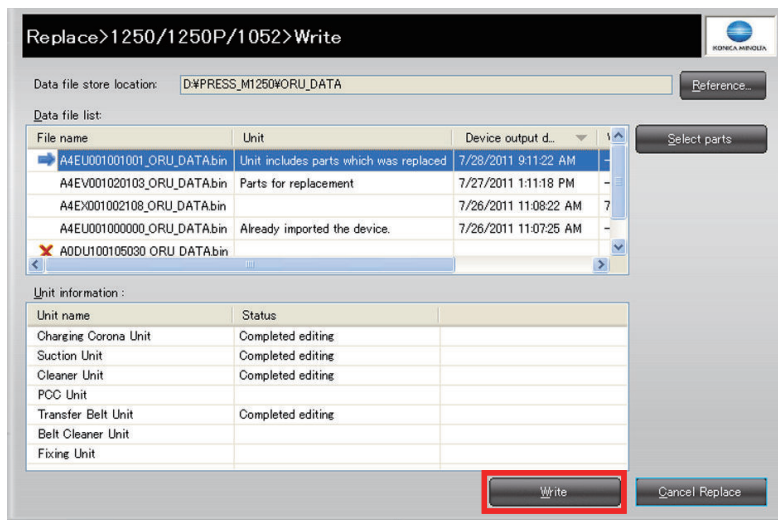 Replace>1250/1250P/1052>Write
KONICA MINOLTA
Data file store location: D:¥PRESS_M1250¥ORU_DATA Reference...
Data file list:
File name Unit Device output d... Select parts
A4EU001001001_ORU_DATA.bin Unit includes parts which was replaced 7/28/2011 9:11:22 AM -
A4EV001020103_ORU_DATA.bin Parts for replacement 7/27/2011 1:11:18 PM -
A4EX001002108_ORU_DATA.bin 7/26/2011 11:08:22 AM 7
A4EU001000000_ORU_DATA.bin Already imported the device. 7/26/2011 11:07:25 AM -
A0DU100105030 ORU DATA.bin
Unit information :
Unit name Status
Charging Corona Unit Completed editing
Suction Unit Completed editing
Cleaner Unit Completed editing
PCC Unit
Transfer Belt Unit Completed editing
Belt Cleaner Unit
Fixing Unit
Write Cancel Replace